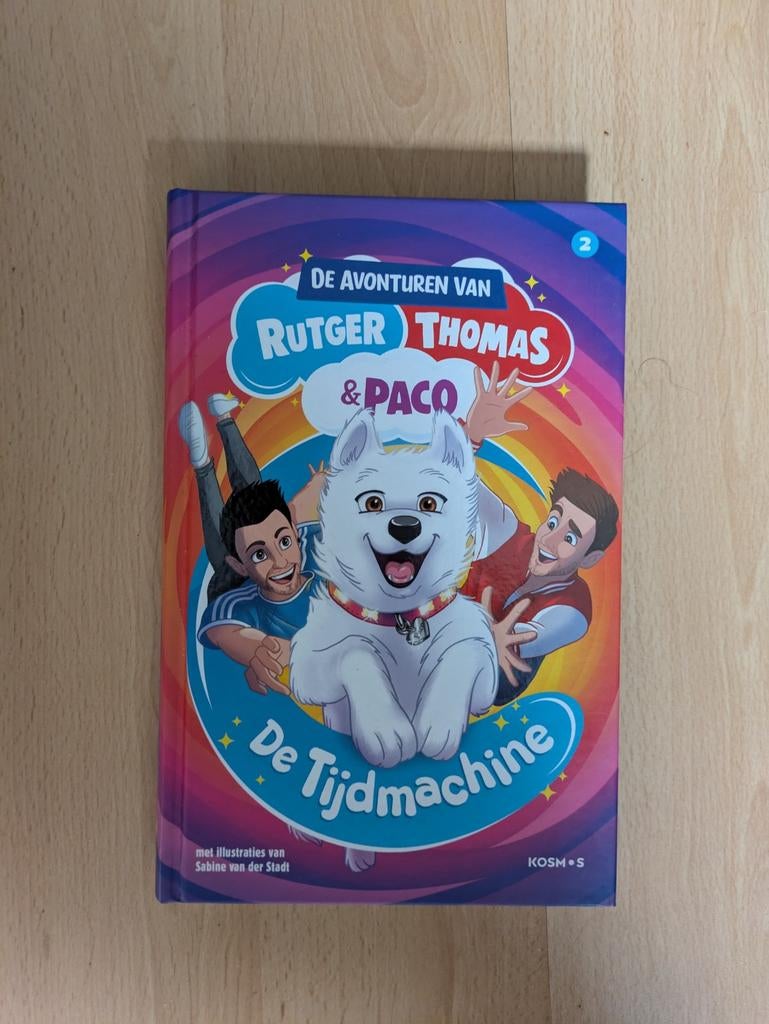 2
DE AVONTUREN VAN
RUTGER THOMAS
& PACO
De Tijdmachine
met illustraties van
Sabine van der Stadt
KOSMOS